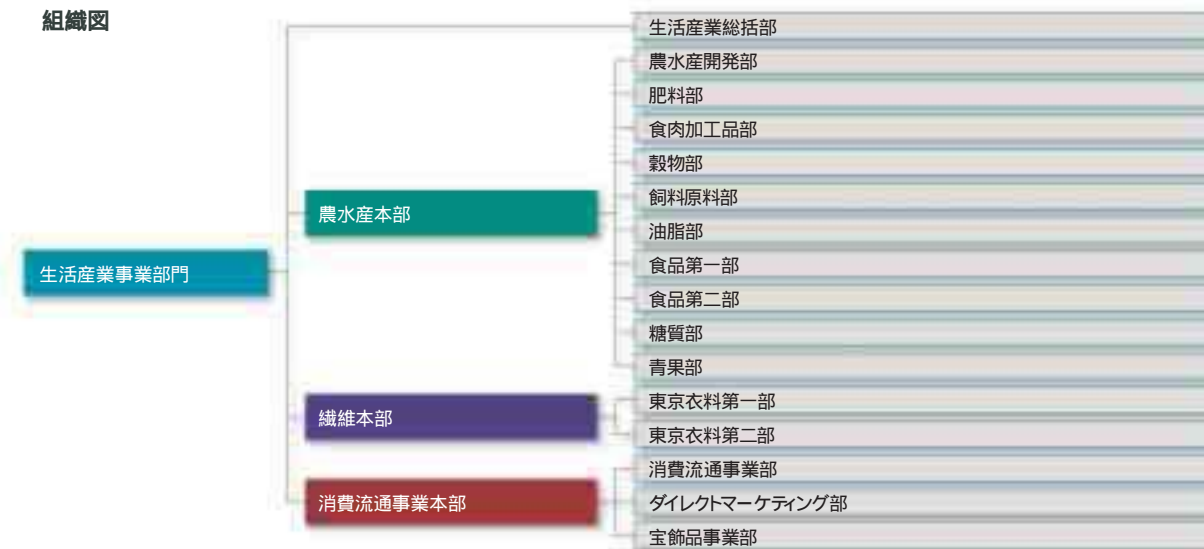 組織図
生活産業事業部門
生活産業総括部
農水産本部
農水産開発部
肥料部
食肉加工品部
穀物部
飼料原料部
油脂部
食品第一部
食品第二部
糖質部
青果部
繊維本部
東京衣料第一部
東京衣料第二部
消費流通事業本部
消費流通事業部
ダイレクトマーケティング部
宝飾品事業部